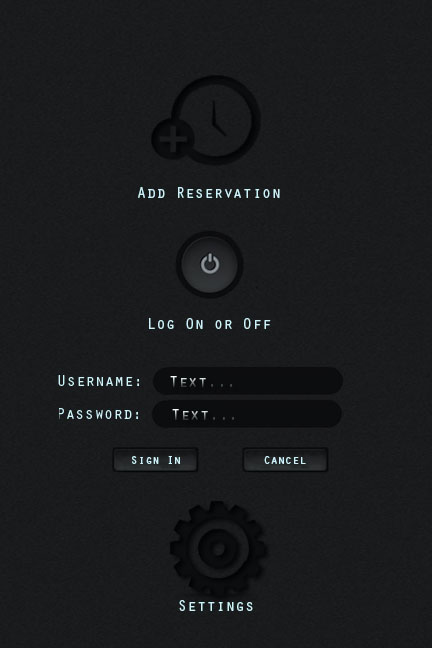 Add Reservation
Log On or Off
Username: Text...
Password: Text...
Sign In Cancel
Settings